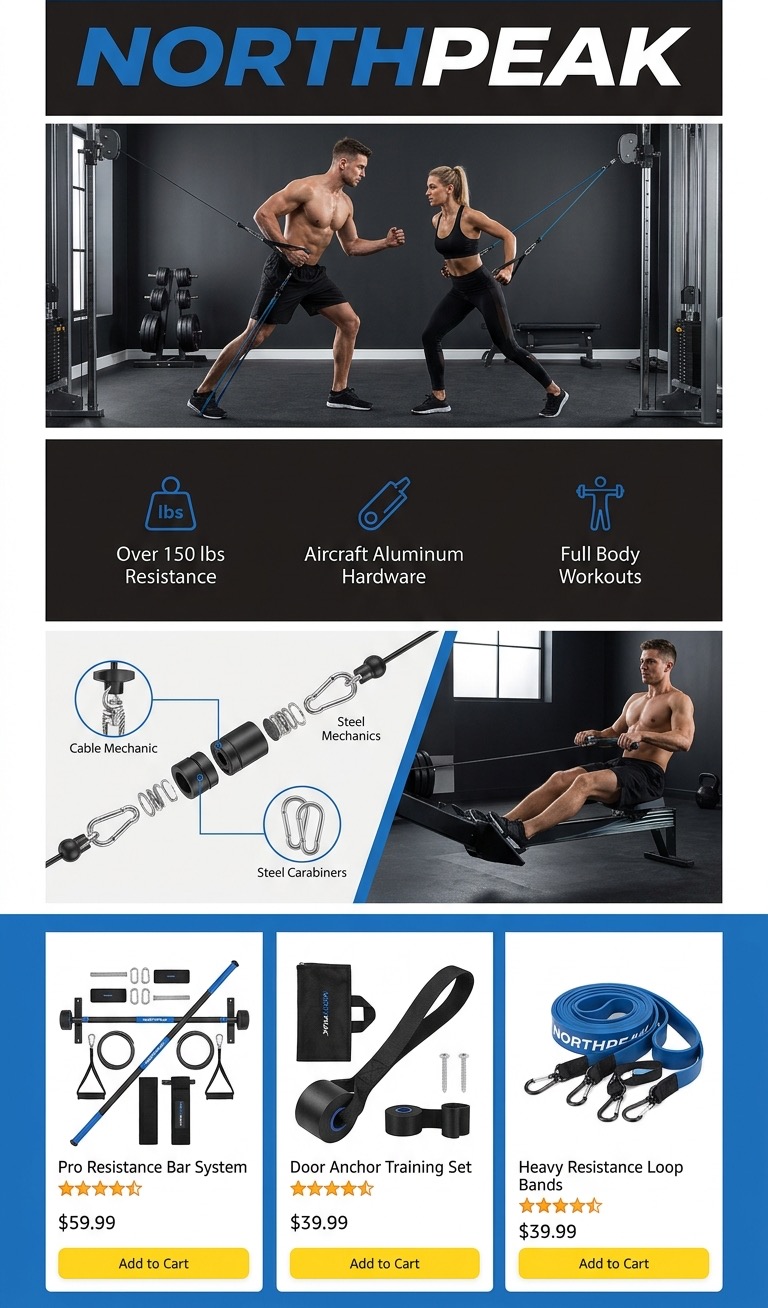 NORTHPEAK
lbs
Over 150 lbs
Resistance
Aircraft Aluminum
Hardware
Full Body
Workouts
Cable Mechanic
Steel
Mechanics
Steel Carabiners
NORTHPEAK
Pro Resistance Bar System
$59.99
Add to Cart
Door Anchor Training Set
$39.99
Add to Cart
Heavy Resistance Loop
Bands
$39.99
Add to Cart